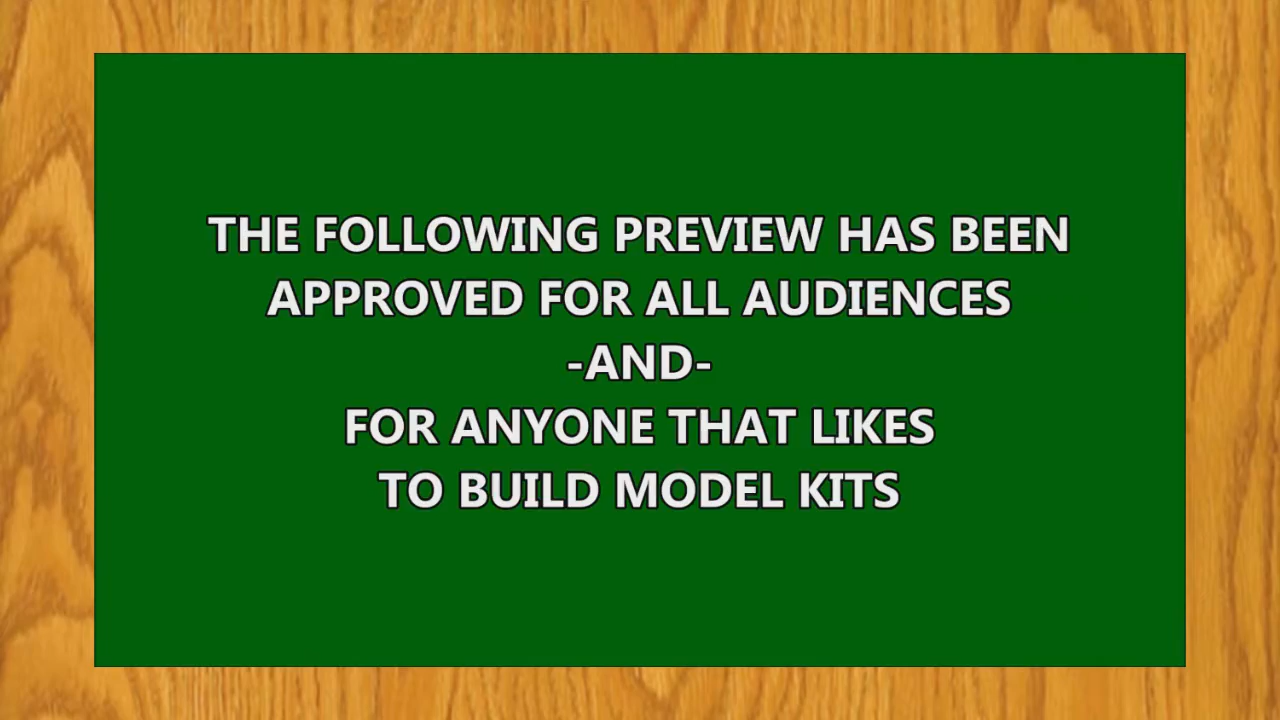 THE FOLLOWING PREVIEW HAS BEEN
APPROVED FOR ALL AUDIENCES
-AND-
FOR ANYONE THAT LIKES
TO BUILD MODEL KITS